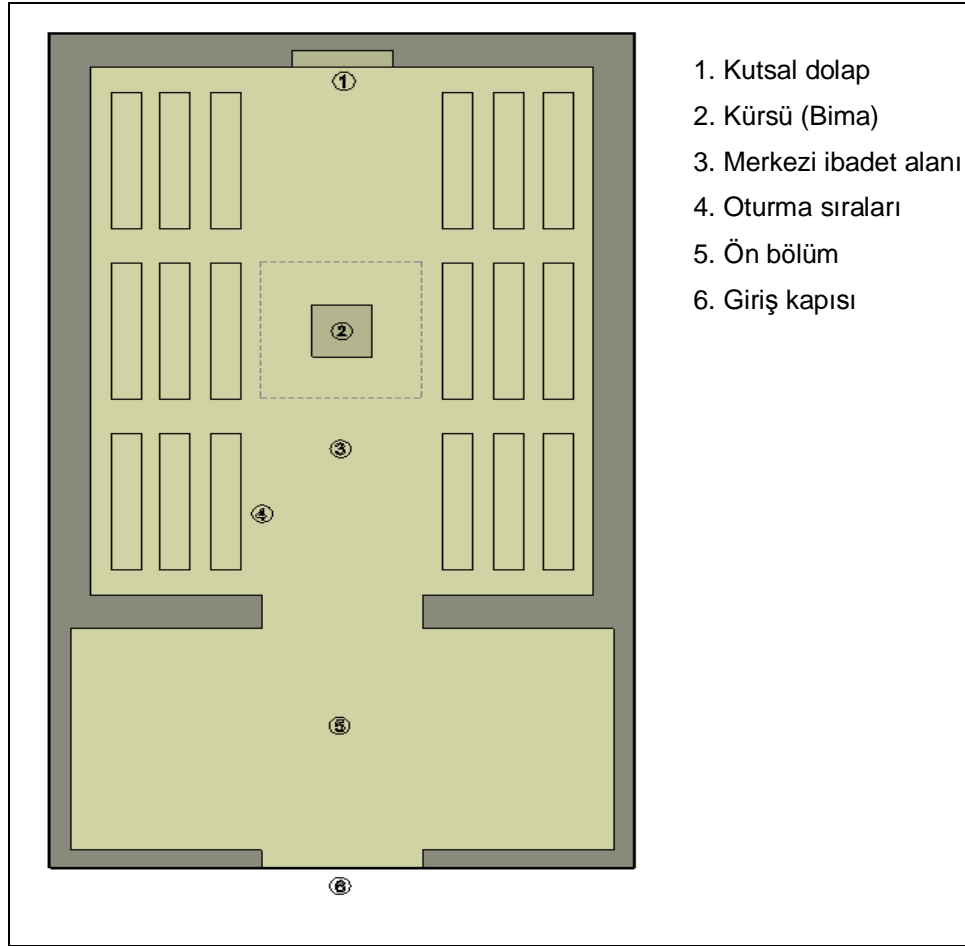 ①
②
③
④
⑤
⑥
1. Kutsal dolap
2. Kürsü (Bima)
3. Merkezi ibadet alanı
4. Oturma sıraları
5. Ön bölüm
6. Giriş kapısı